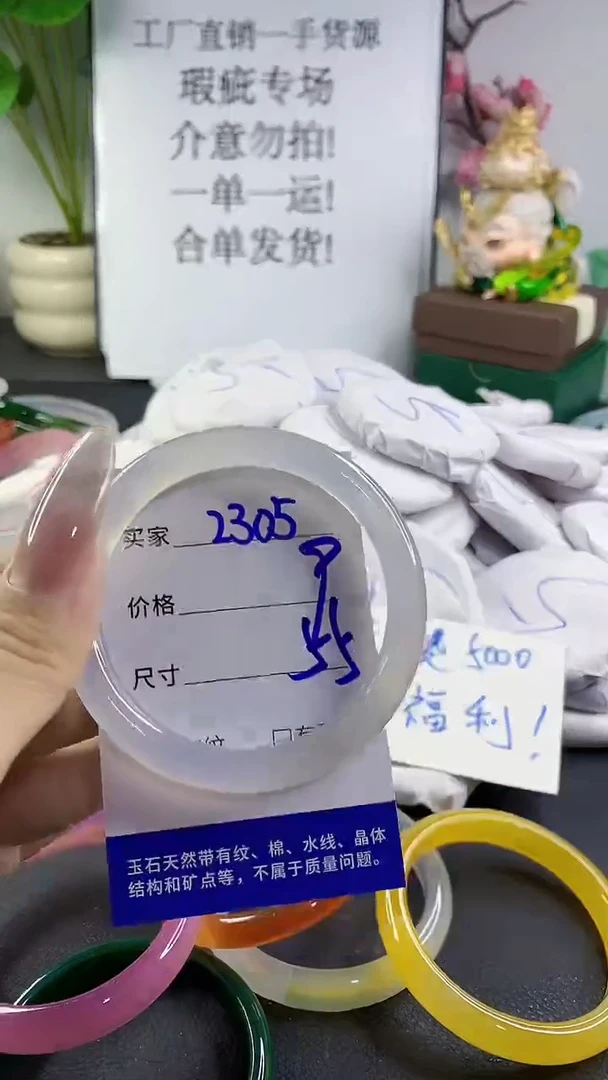 工厂直销一手货源
瑕疵专场
介意勿拍!
一单一运!
合单发货!
买家 2305
价格
尺寸 55
5000
福利!
玉石天然带有纹、棉、水线、晶体
结构和矿点等，不属于质量问题。